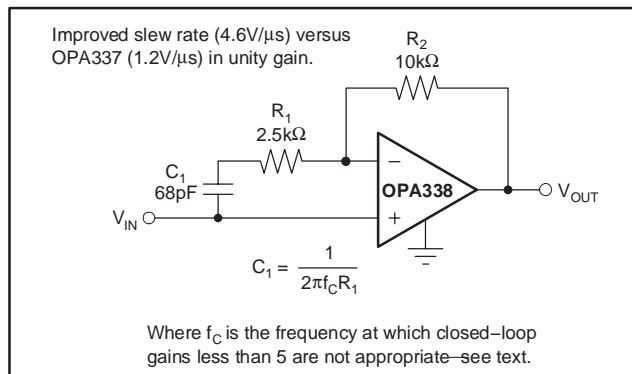 Improved slew rate (4.6V/μs) versus
OPA337 (1.2V/μs) in unity gain.
R2
10kΩ
R1
2.5kΩ
C1
68pF
−
OPA338
+
VIN
VOUT
C1 = 1
2πfCR1
Where fC is the frequency at which closed−loop
gains less than 5 are not appropriate—see text.